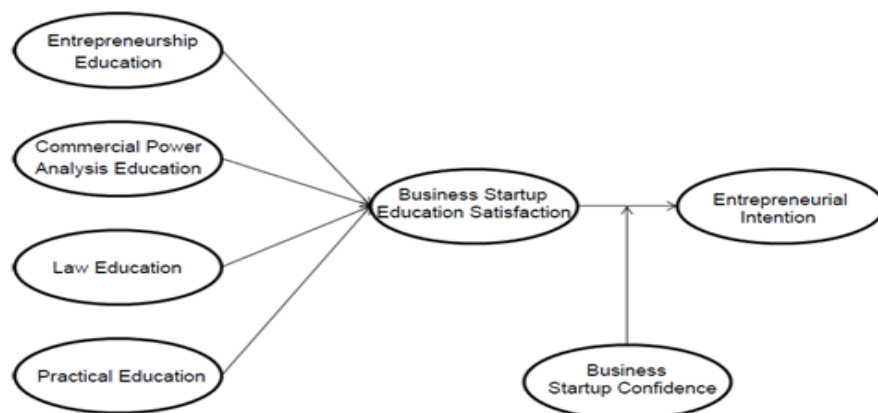 Entrepreneurship
Education
Commercial Power
Analysis Education
Law Education
Practical Education
Business Startup
Education Satisfaction
Entrepreneurial
Intention
Business
Startup Confidence